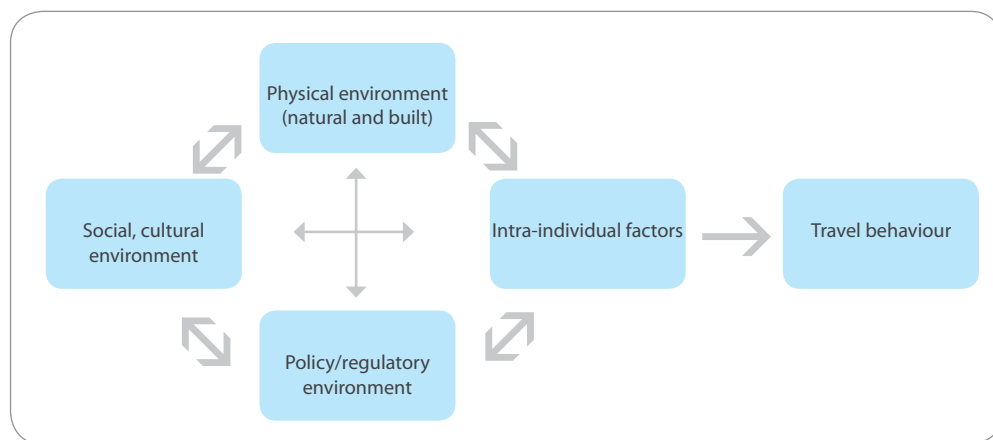 Physical environment
(natural and built)
Social, cultural
environment
Intra-individual factors
Travel behaviour
Policy/regulatory
environment